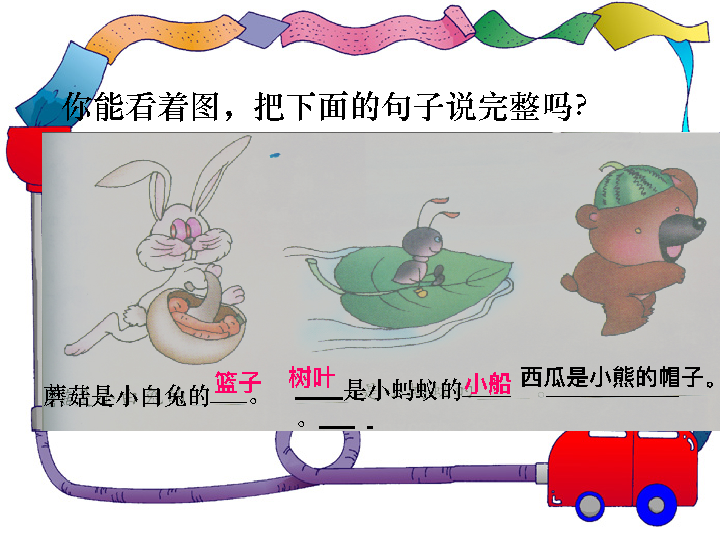 你能看着图，把下面的句子说完整吗？
蘑菇是小白兔的篮子。
树叶是小蚂蚁的小船。
西瓜是小熊的帽子。